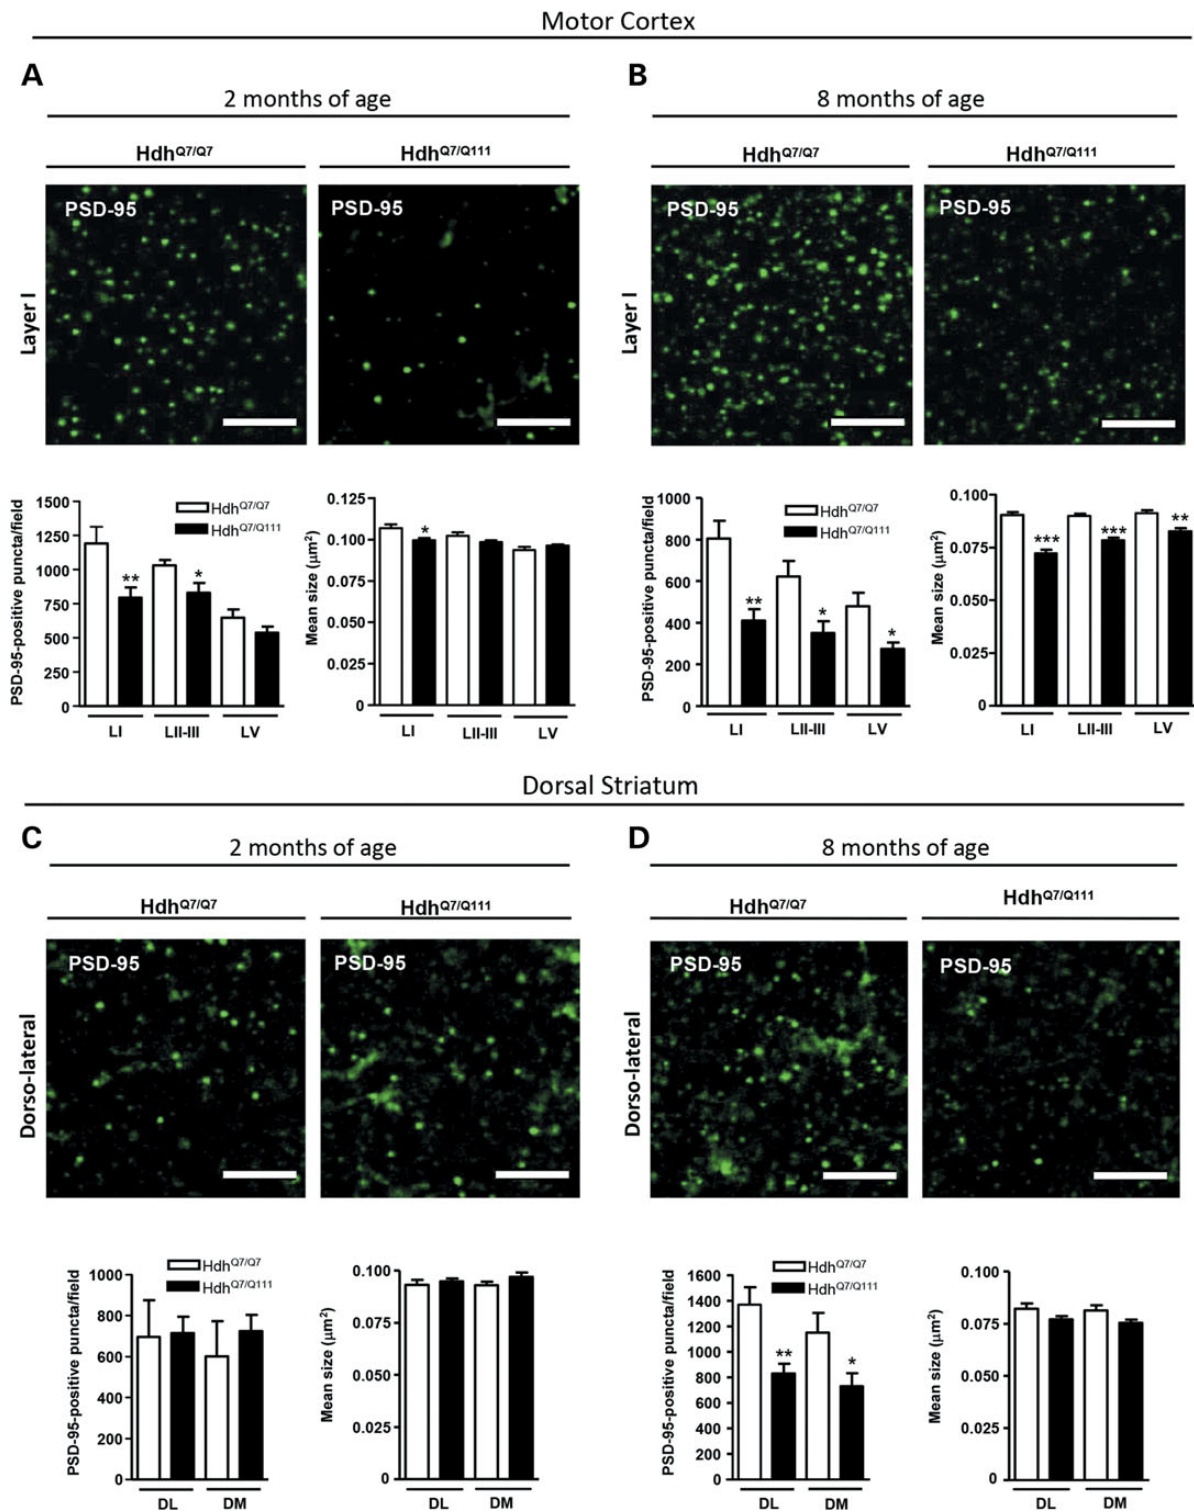 Motor Cortex
A
2 months of age
Hdh^Q7/Q7
Hdh^Q7/Q111
PSD-95
PSD-95
Layer I
B
8 months of age
Hdh^Q7/Q7
Hdh^Q7/Q111
PSD-95
PSD-95
Layer I
PSD-95-positive puncta/field
1500
1250
1000
750
500
250
0
Hdh^Q7/Q7
Hdh^Q7/Q111
**
*
LI LII-III LV
Mean size (μm²)
0.125
0.100
0.075
0.050
0.025
0
*
LI LII-III LV
PSD-95-positive puncta/field
1000
800
600
400
200
0
Hdh^Q7/Q7
Hdh^Q7/Q111
**
*
*
LI LII-III LV
Mean size (μm²)
0.100
0.075
0.050
0.025
0
***
***
**
LI LII-III LV
Dorsal Striatum
C
2 months of age
Hdh^Q7/Q7
Hdh^Q7/Q111
PSD-95
PSD-95
Dorso-lateral
D
8 months of age
Hdh^Q7/Q7
Hdh^Q7/Q111
PSD-95
PSD-95
Dorso-lateral
PSD-95-positive puncta/field
1000
800
600
400
200
0
Hdh^Q7/Q7
Hdh^Q7/Q111
DL DM
Mean size (μm²)
0.100
0.075
0.050
0.025
0
DL DM
PSD-95-positive puncta/field
1600
1400
1200
1000
800
600
400
200
0
Hdh^Q7/Q7
Hdh^Q7/Q111
**
*
DL DM
Mean size (μm²)
0.100
0.075
0.050
0.025
0
DL DM